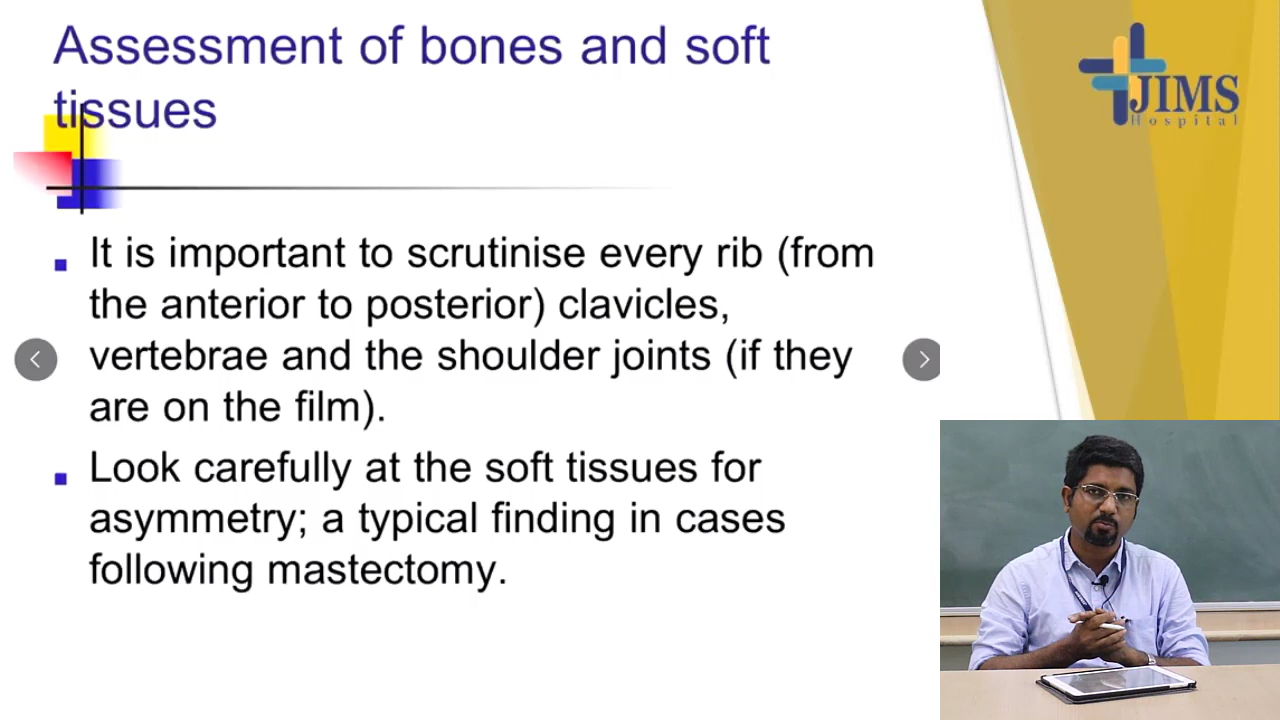 Assessment of bones and soft
tissues
JIMS
Hospital
It is important to scrutinise every rib (from
the anterior to posterior) clavicles,
vertebrae and the shoulder joints (if they
are on the film).
Look carefully at the soft tissues for
asymmetry; a typical finding in cases
following mastectomy.